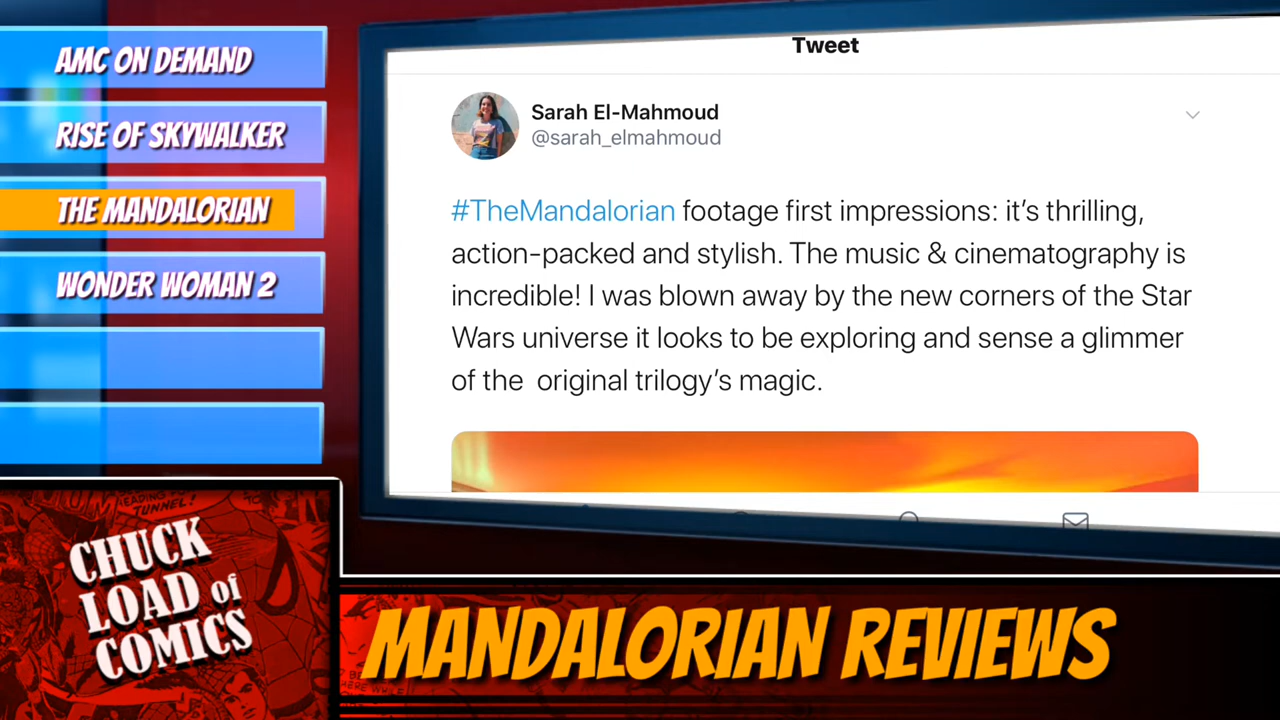 AMC ON DEMAND
RISE OF SKYWALKER
THE MANDALORIAN
WONDER WOMAN 2
Tweet
Sarah El-Mahmoud
@sarah_elmahmoud
#TheMandalorian footage first impressions: it’s thrilling,
action-packed and stylish. The music & cinematography is
incredible! I was blown away by the new corners of the Star
Wars universe it looks to be exploring and sense a glimmer
of the  original trilogy’s magic.
CHUCK
LOAD of
COMICS
MANDALORIAN REVIEWS